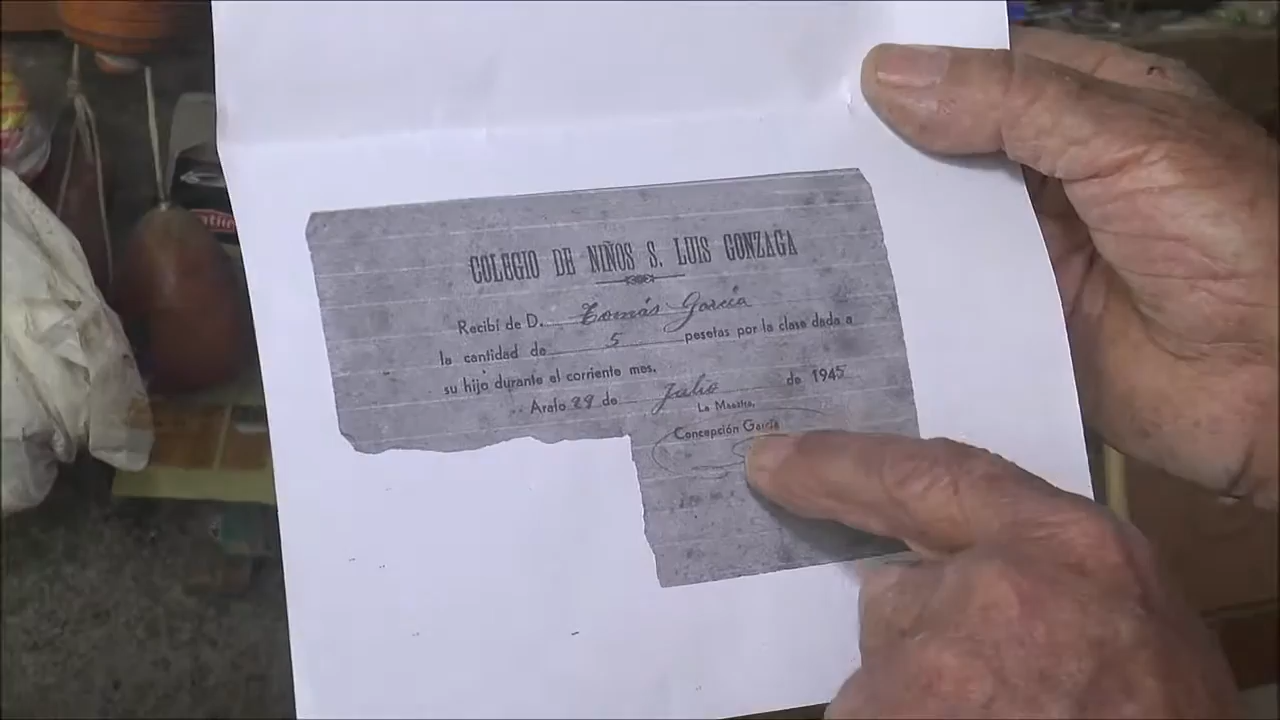 COLEGIO DE NIÑOS S. LUIS GONZAGA
Recibí de D. Tomás García
la cantidad de 5 pesetas por la clase dada a
su hijo durante el corriente mes.
Arafo 29 de Julio de 1945
La Maestra,
Concepción García